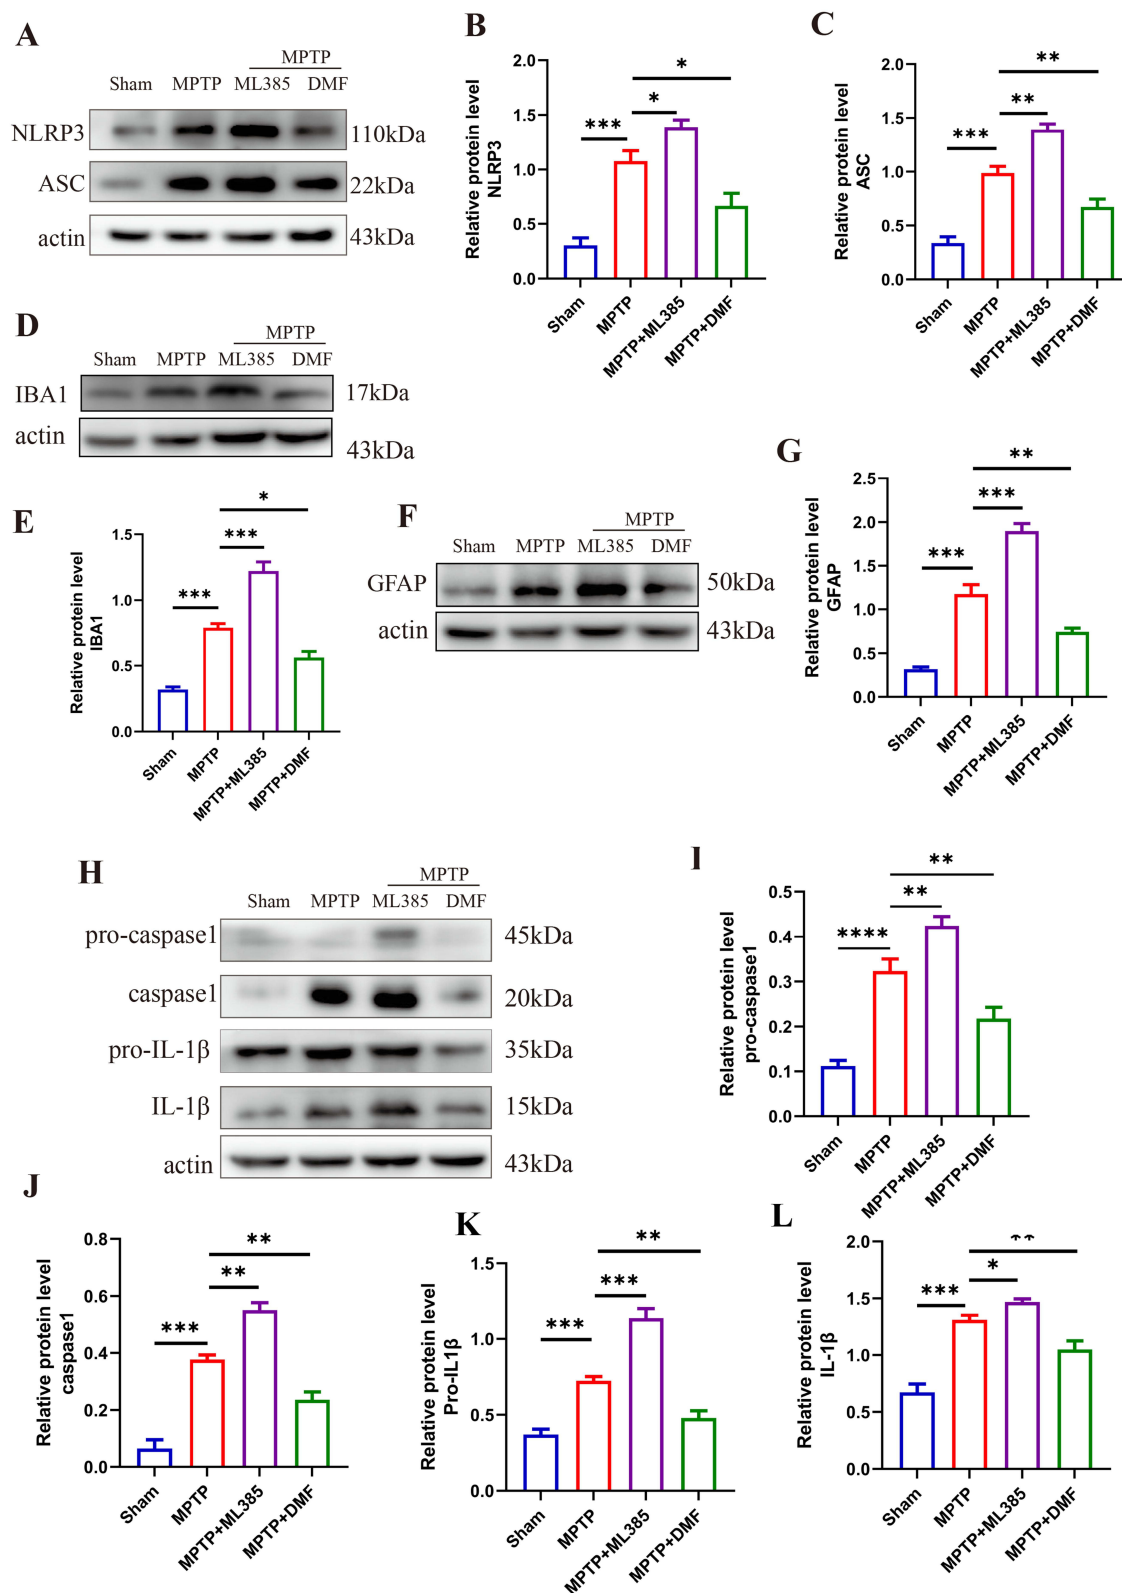 A
MPTP
Sham MPTP ML385 DMF
NLRP3 110kDa
ASC 22kDa
actin 43kDa
B
Relative protein level
NLRP3
2.0
1.5
1.0
0.5
0.0
*
*
***
Sham
MPTP
MPTP+ML385
MPTP+DMF
C
Relative protein level
ASC
2.0
1.5
1.0
0.5
0.0
**
**
***
Sham
MPTP
MPTP+ML385
MPTP+DMF
D
MPTP
Sham MPTP ML385 DMF
IBA1 17kDa
actin 43kDa
E
Relative protein level
IBA1
1.5
1.0
0.5
0.0
*
***
***
Sham
MPTP
MPTP+ML385
MPTP+DMF
F
MPTP
Sham MPTP ML385 DMF
GFAP 50kDa
actin 43kDa
G
Relative protein level
GFAP
2.5
2.0
1.5
1.0
0.5
0.0
**
***
***
Sham
MPTP
MPTP+ML385
MPTP+DMF
H
MPTP
Sham MPTP ML385 DMF
pro-caspase1 45kDa
caspase1 20kDa
pro-IL-1β 35kDa
IL-1β 15kDa
actin 43kDa
I
Relative protein level
pro-caspase1
0.5
0.4
0.3
0.2
0.1
0.0
**
**
****
Sham
MPTP
MPTP+ML385
MPTP+DMF
J
Relative protein level
caspase1
0.8
0.6
0.4
0.2
0.0
**
**
***
Sham
MPTP
MPTP+ML385
MPTP+DMF
K
Relative protein level
Pro-IL1β
1.5
1.0
0.5
0.0
**
***
***
Sham
MPTP
MPTP+ML385
MPTP+DMF
L
Relative protein level
IL-1β
2.0
1.5
1.0
0.5
0.0
**
*
***
Sham
MPTP
MPTP+ML385
MPTP+DMF